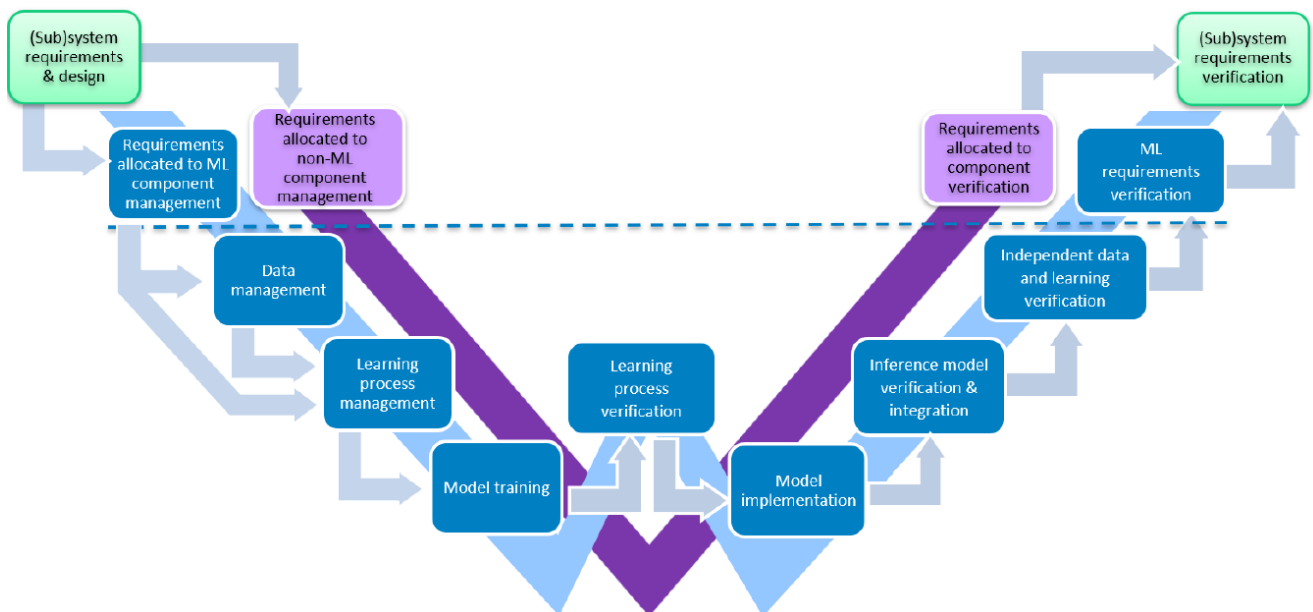 (Sub)system
requirements
& design
(Sub)system
requirements
verification
Requirements
allocated to ML
component
management
Requirements
allocated to
non-ML
component
management
Requirements
allocated to
component
verification
ML
requirements
verification
Data
management
Independent data
and learning
verification
Learning
process
management
Learning
process
verification
Inference model
verification &
integration
Model training
Model
implementation